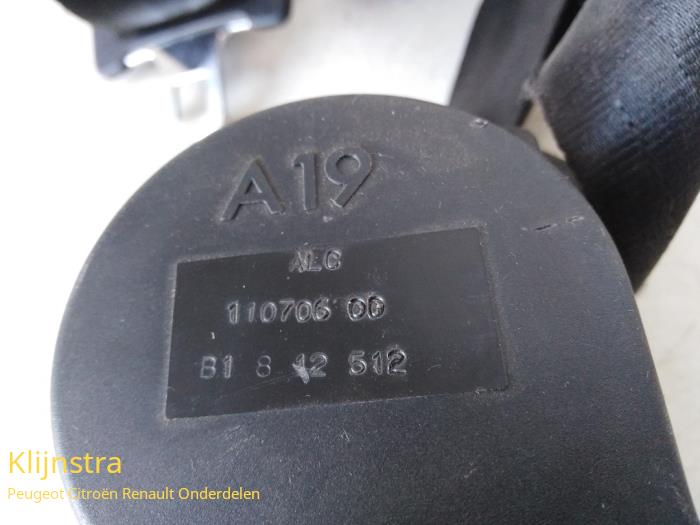 A19
ALC
110706 00
B1 8 12 512
Klijnstra
Peugeot Citroën Renault Onderdelen